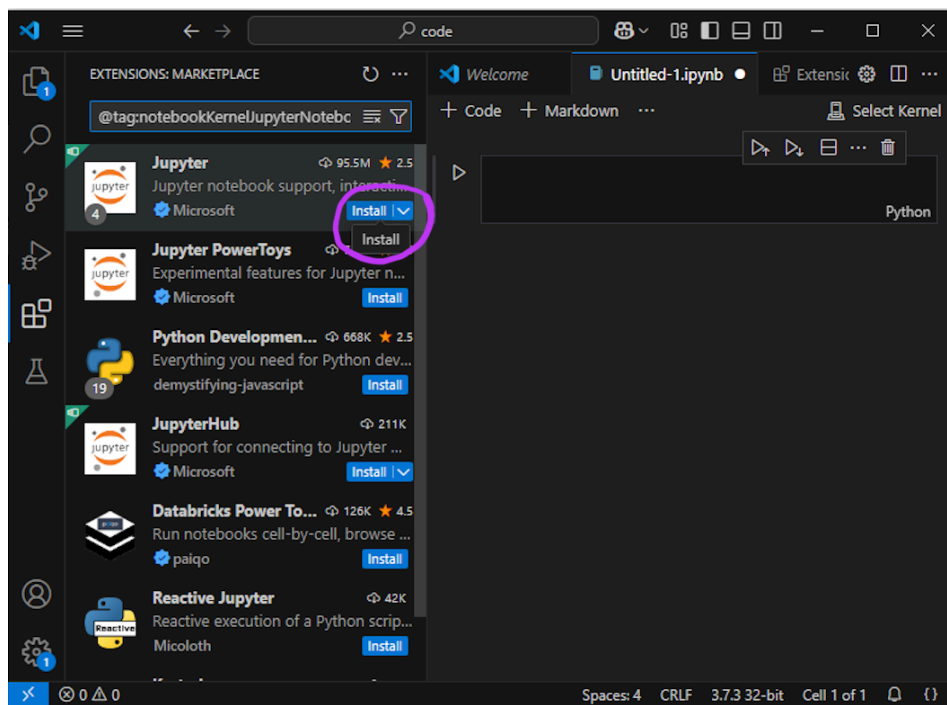 code
EXTENSIONS: MARKETPLACE
@tag:notebookKernelJupyterNotebo
Jupyter 95.5M 2.5
Jupyter notebook support, interacti...
Microsoft Install
4
Install
Jupyter PowerToys
Experimental features for Jupyter n...
Microsoft Install
Python Developmen... 668K 2.5
Everything you need for Python dev...
demystifying-javascript Install
19
JupyterHub 211K
Support for connecting to Jupyter ...
Microsoft Install
Databricks Power To... 126K 4.5
Run notebooks cell-by-cell, browse ...
paiqo Install
Reactive Jupyter 42K
Reactive execution of a Python scrip...
Micoloth Install
jupyter
jupyter
jupyter
Reactive
1
1
Welcome Untitled-1.ipynb Extensic
Code Markdown ... Select Kernel
Python
0 0 Spaces: 4 CRLF 3.7.3 32-bit Cell 1 of 1 {}